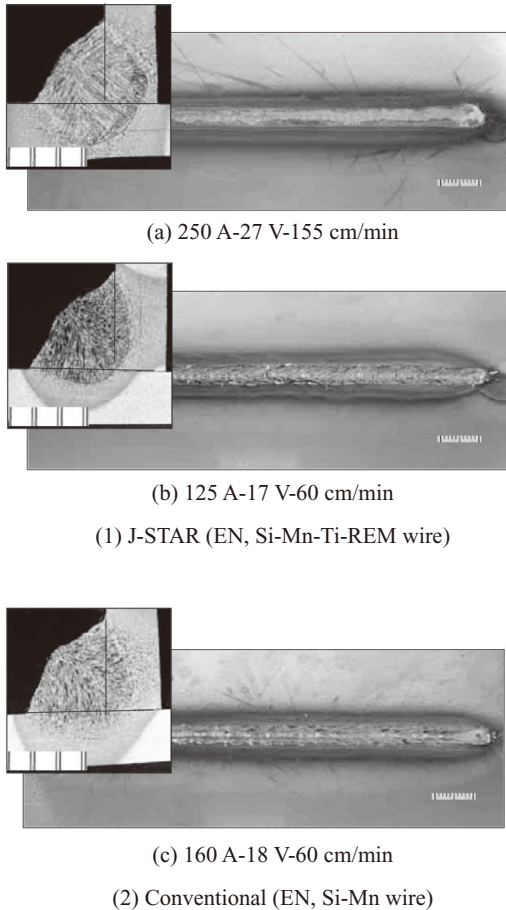 (a) 250 A-27 V-155 cm/min
(b) 125 A-17 V-60 cm/min
(1) J-STAR (EN, Si-Mn-Ti-REM wire)
(c) 160 A-18 V-60 cm/min
(2) Conventional (EN, Si-Mn wire)